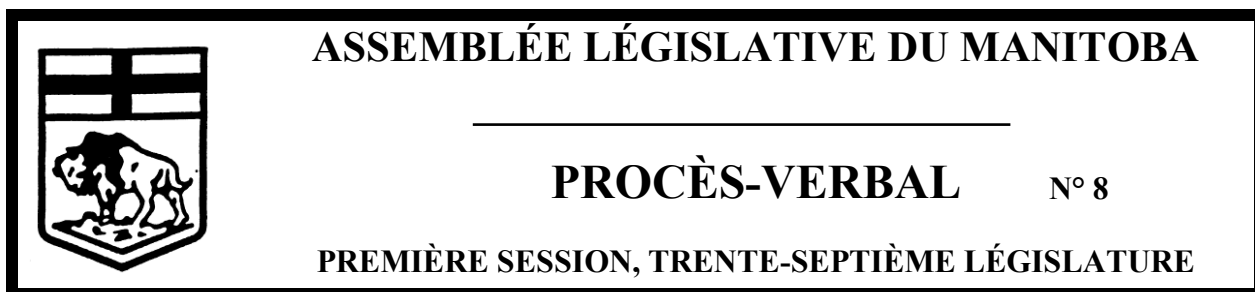 ASSEMBLÉE LÉGISLATIVE DU MANITOBA
PROCÈS-VERBAL N° 8
PREMIÈRE SESSION, TRENTE-SEPTIÈME LÉGISLATURE